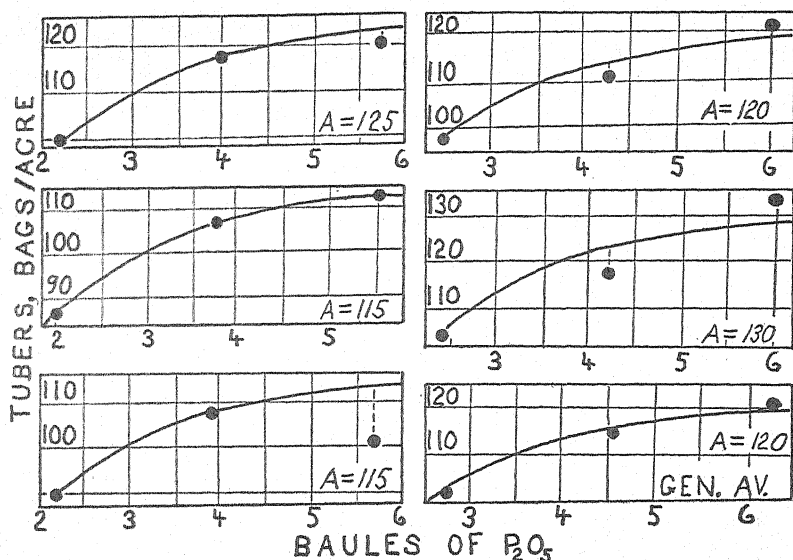 TUBERS, BAGS/ACRE
120
110
A=125
2 3 4 5 6
120
110
100
A=120
3 4 5 6
110
100
90
A=115
2 3 4 5
130
120
110
A=130
3 4 5 6
110
100
A=115
2 3 4 5 6
120
110
A=120
GEN. AV.
3 4 5 6
BAULES OF P₂O₅